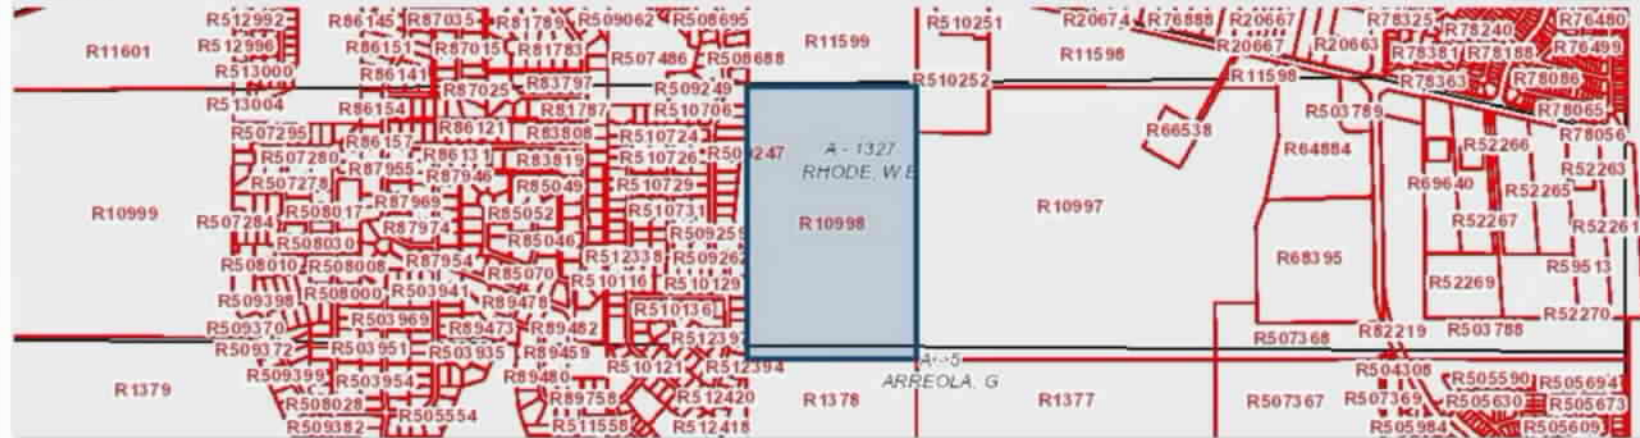 R512992 R86145 R87035 R81789 R509062 R508695 R510251 R20674 R76888 R20667 R78325 R76480
R11601 R512996 R86151 R87015 R81783 R507486 R508688 R11599 R11598 R20667 R20663 R78381 R78240 R78188 R76499
R513000 R86141 R87025 R83797 R509249 R510252 R11598 R78363 R78086
R513004 R86154 R81787 R510706 R503789 R78065
R507295 R86157 R86121 R83808 R510724 R66538 R78056
R507280 R87955 R86131 R83819 R510726 247 A - 1327 R64884 R52266
R507278 R87946 R85049 R510729 RHODE, W.E R69640 R52265 R52263
R10999 R507284 R508017 R87969 R85052 R510731 R10998 R10997 R52267 R52261
R508030 R87974 R85046 R509259
R508010 R508008 R87954 R85070 R512338 R509262 R68395 R59513
R509398 R508000 R503941 R89478 R510116 R510129 R52269
R509370 R503969 R89473 R89482 R510136 R507368 R82219 R503788 R52270
R509372 R503951 R503935 R89459 R51239
R509399 R503954 R89480 R510121 R512394 A - 5 R504308 R505590 R505694
R1379 R508028 R505554 R89758 R512420 R1378 ARREOLA, G R1377 R507367 R507369 R505630 R505673
R509382 R511558 R512418 R505984 R505609